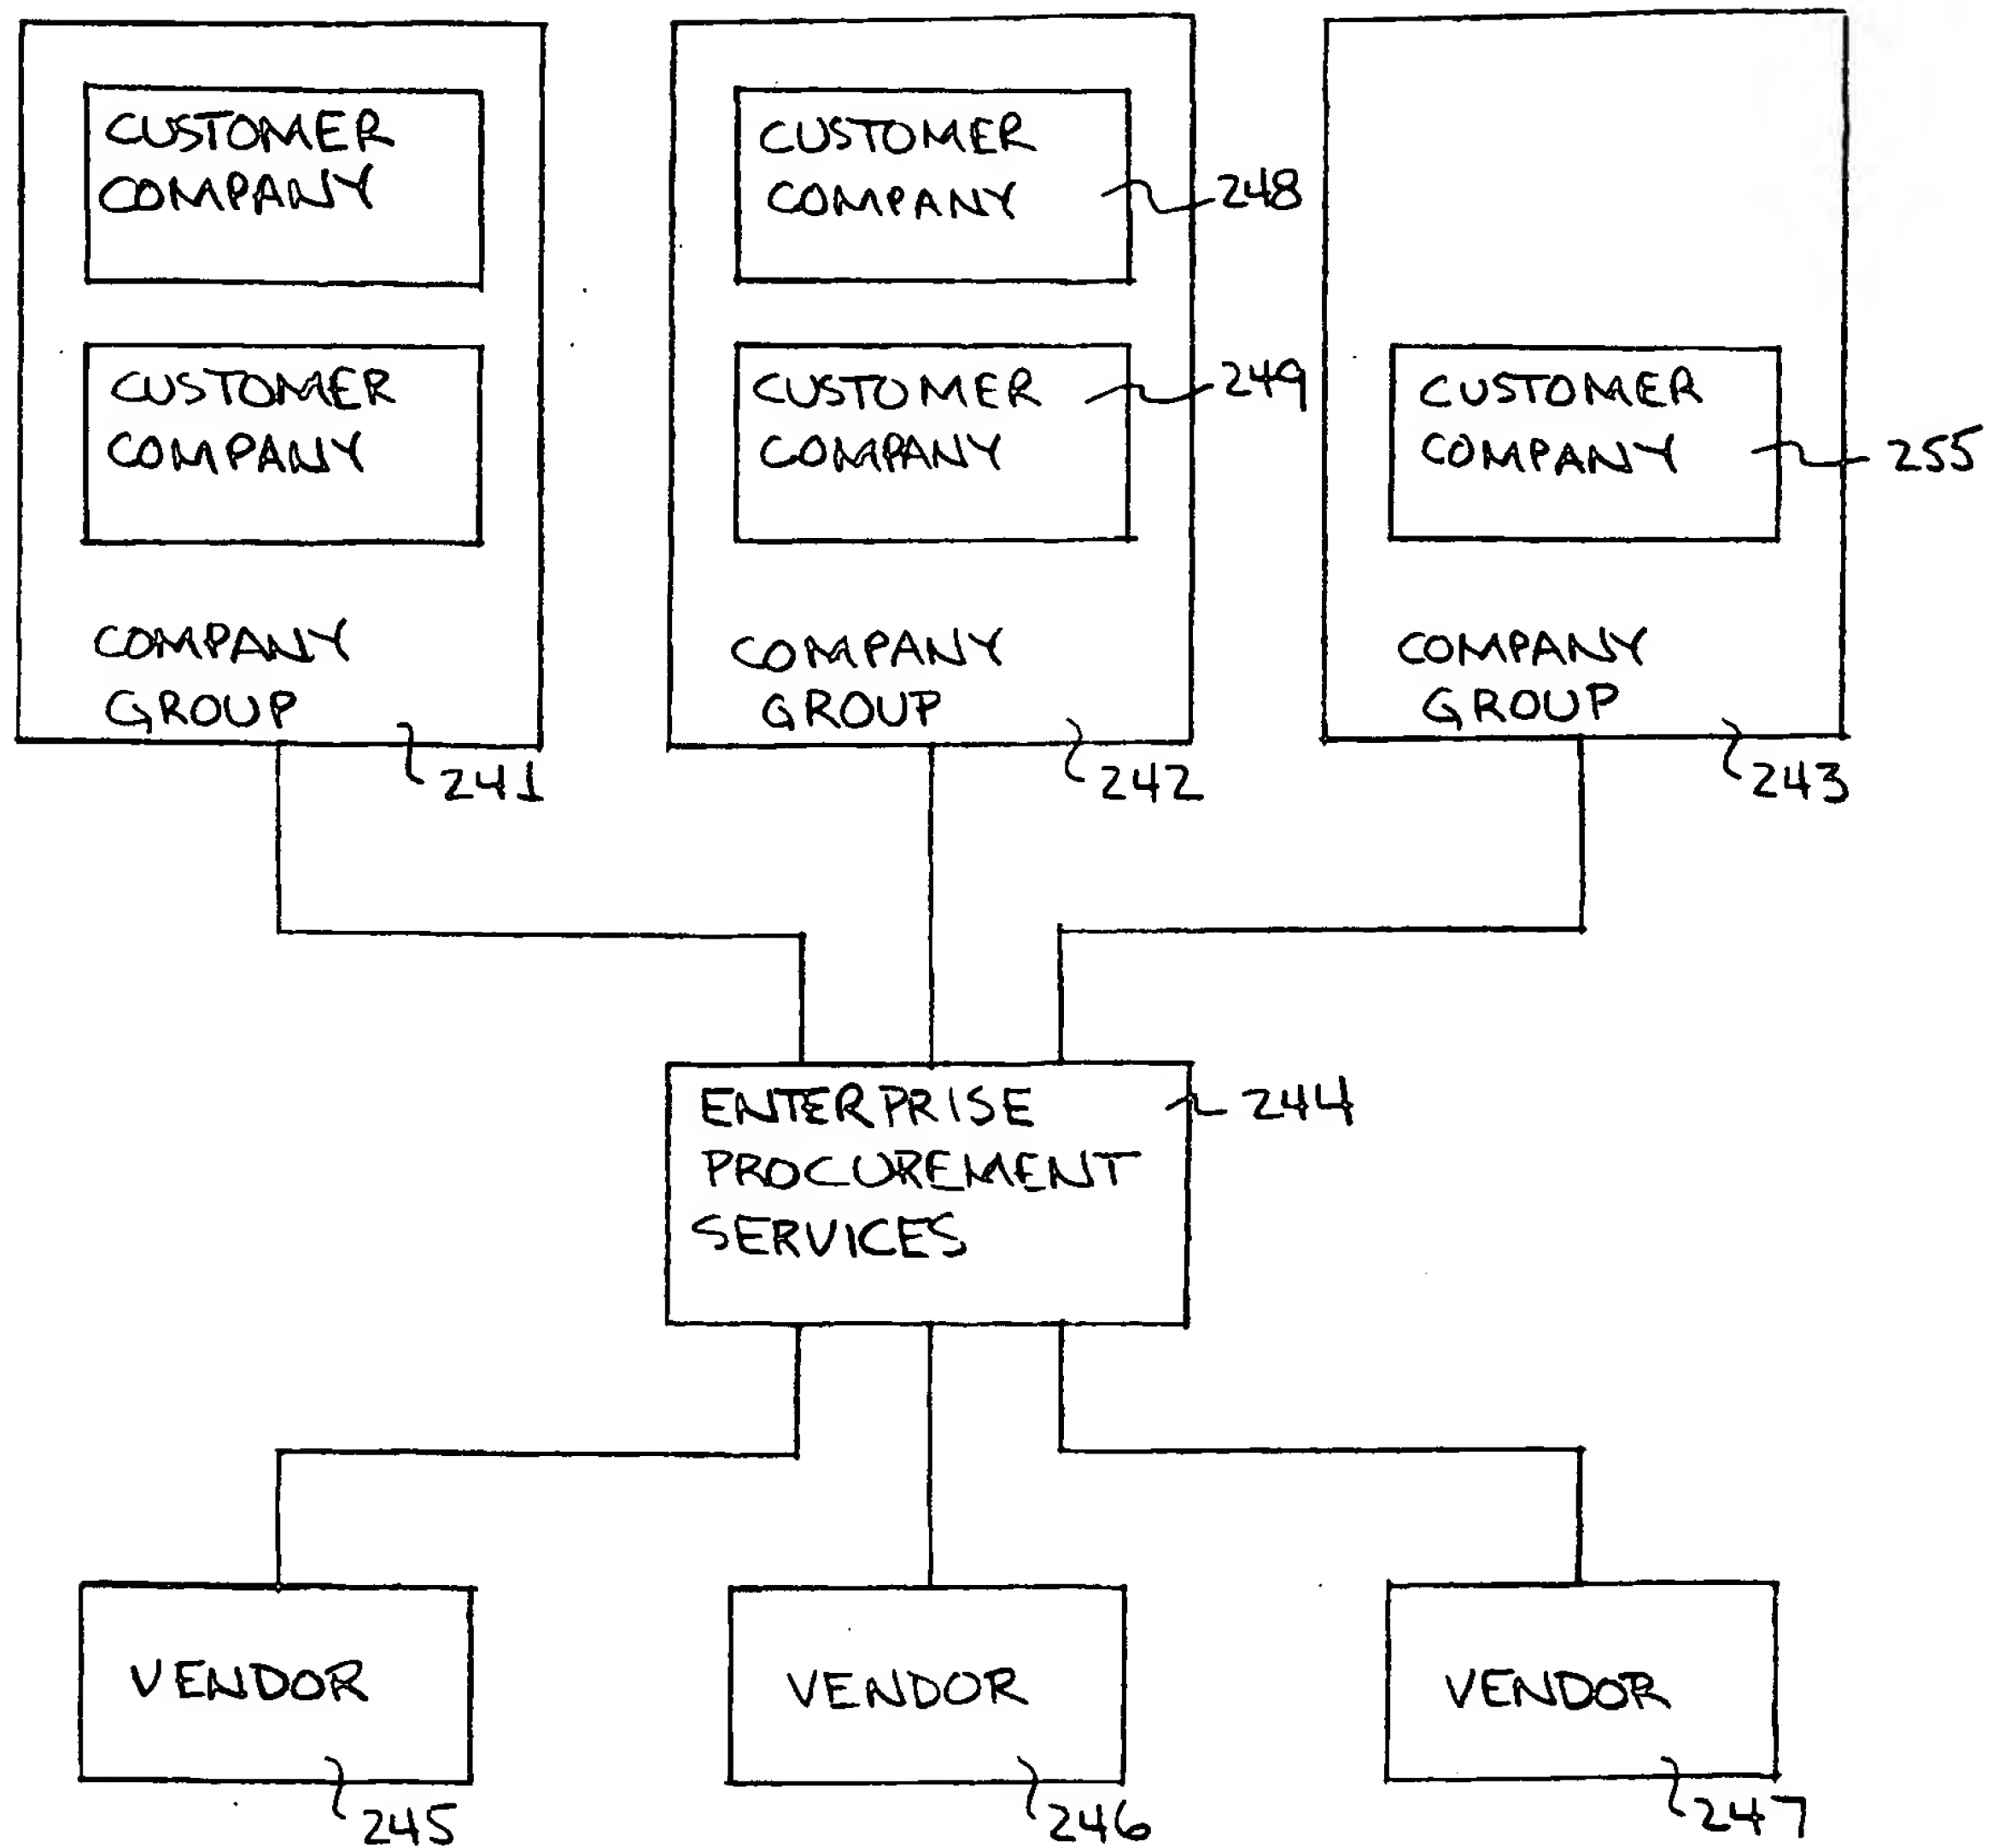 CUSTOMER
COMPANY
CUSTOMER
COMPANY
COMPANY
GROUP
241
CUSTOMER
COMPANY
248
CUSTOMER
COMPANY
249
COMPANY
GROUP
242
CUSTOMER
COMPANY
255
COMPANY
GROUP
243
ENTERPRISE
PROCUREMENT
SERVICES
244
VENDOR
245
VENDOR
246
VENDOR
247